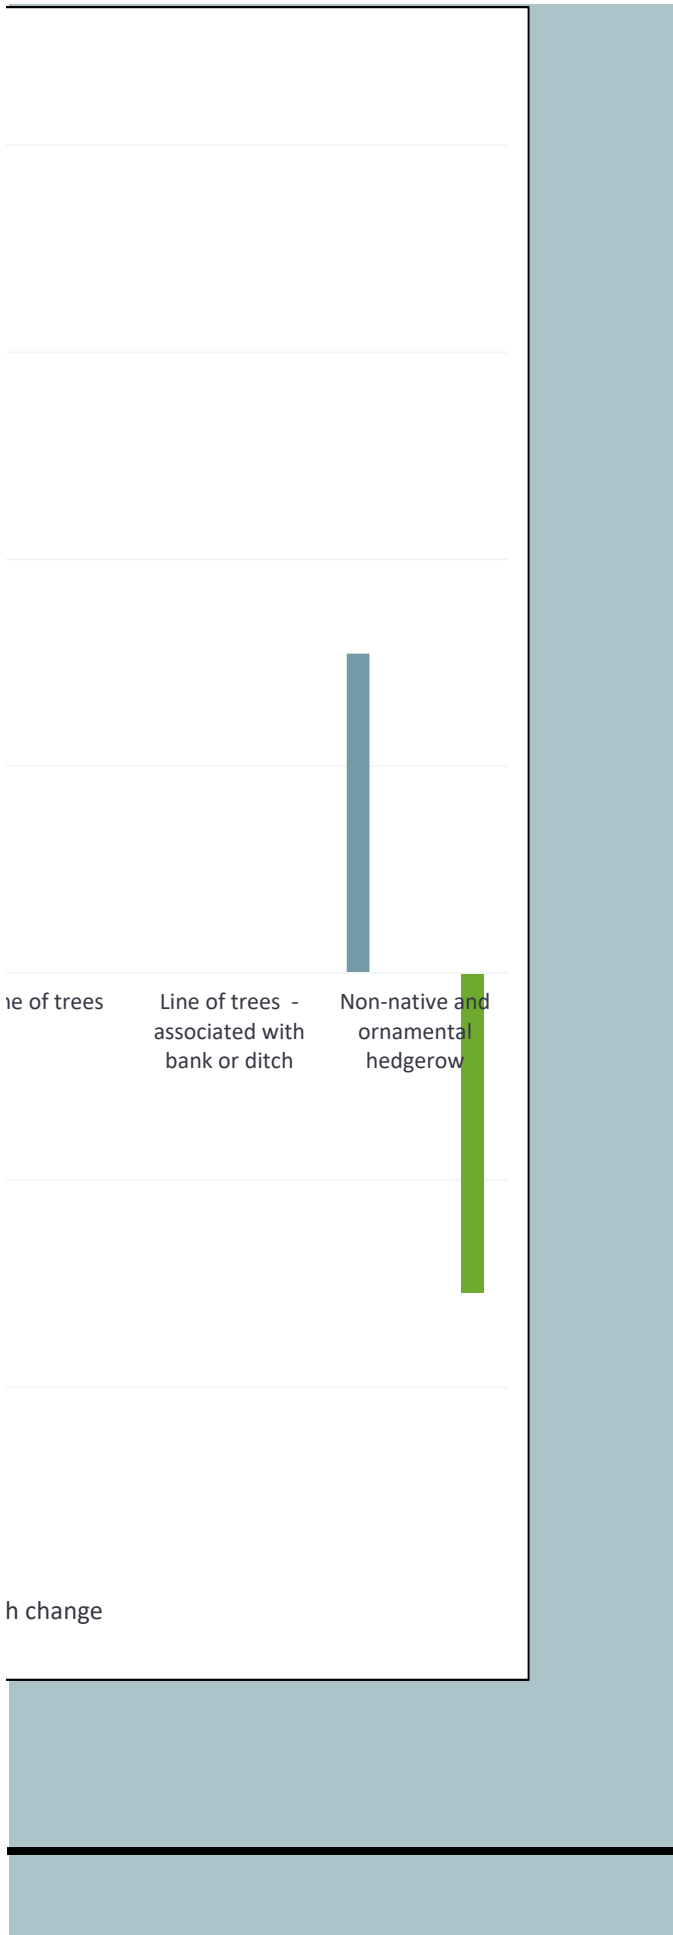 ne of trees
Line of trees -
associated with
bank or ditch
Non-native and
ornamental
hedgerow
h change